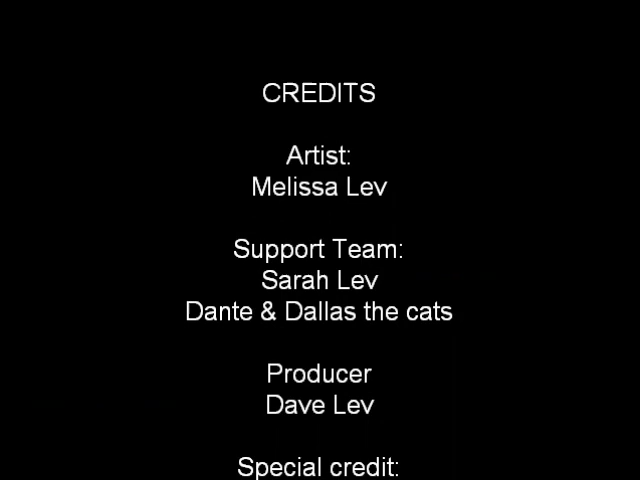 CREDITS
Artist:
Melissa Lev
Support Team:
Sarah Lev
Dante & Dallas the cats
Producer
Dave Lev
Special credit: